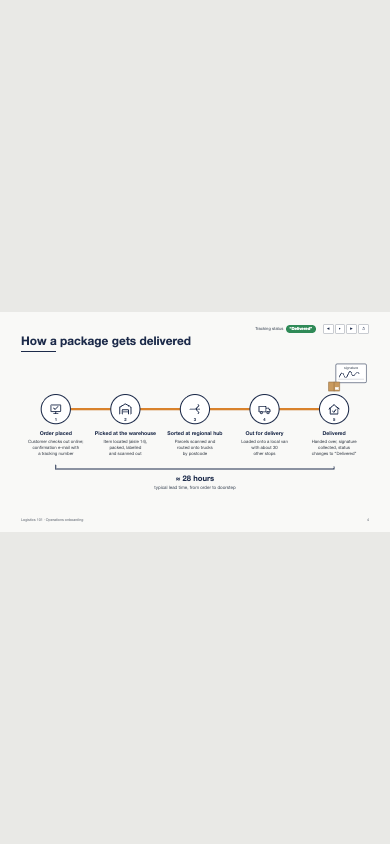 Tracking status
"Delivered"
How a package gets delivered
signature
1
2
3
4
5
Order placed
Customer checks out online;
confirmation e-mail with
a tracking number
Picked at the warehouse
Item located (aisle 14),
packed, labeled
and scanned out
Sorted at regional hub
Parcels scanned and
routed onto trucks
by postcode
Out for delivery
Loaded onto a local van
with about 30
other stops
Delivered
Handed over; signature
collected, status
changes to "Delivered"
≈ 28 hours
typical lead time, from order to doorstep
Logistics 101 · Operations onboarding
4